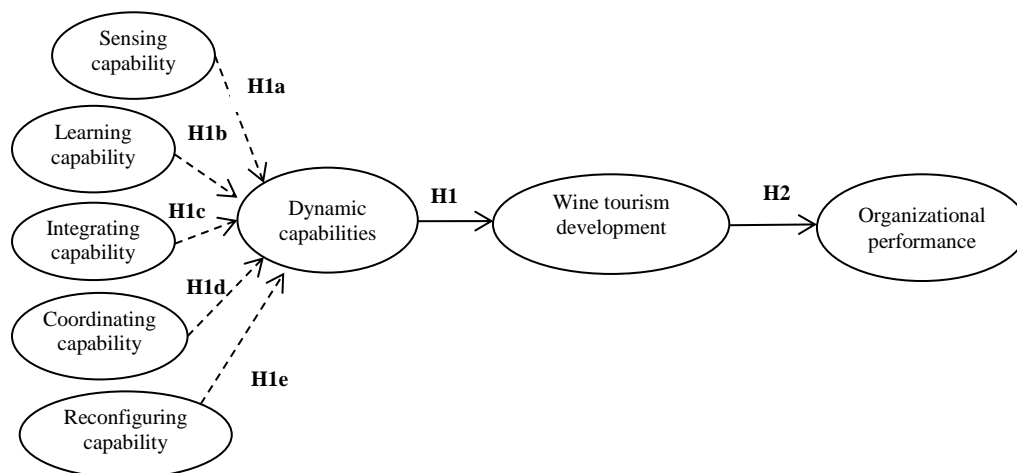 Sensing
capability
H1a
Learning
capability
H1b
Integrating
capability
H1c
Coordinating
capability
H1d
Reconfiguring
capability
H1e
Dynamic
capabilities
H1
Wine tourism
development
H2
Organizational
performance